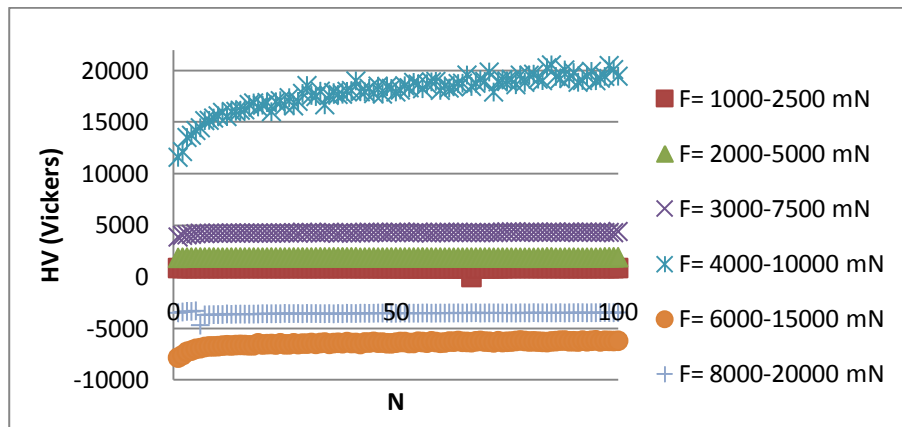 20000
15000
10000
5000
0
-5000
-10000
HV (Vickers)
0
50
100
N
F= 1000-2500 mN
F= 2000-5000 mN
F= 3000-7500 mN
F= 4000-10000 mN
F= 6000-15000 mN
F= 8000-20000 mN